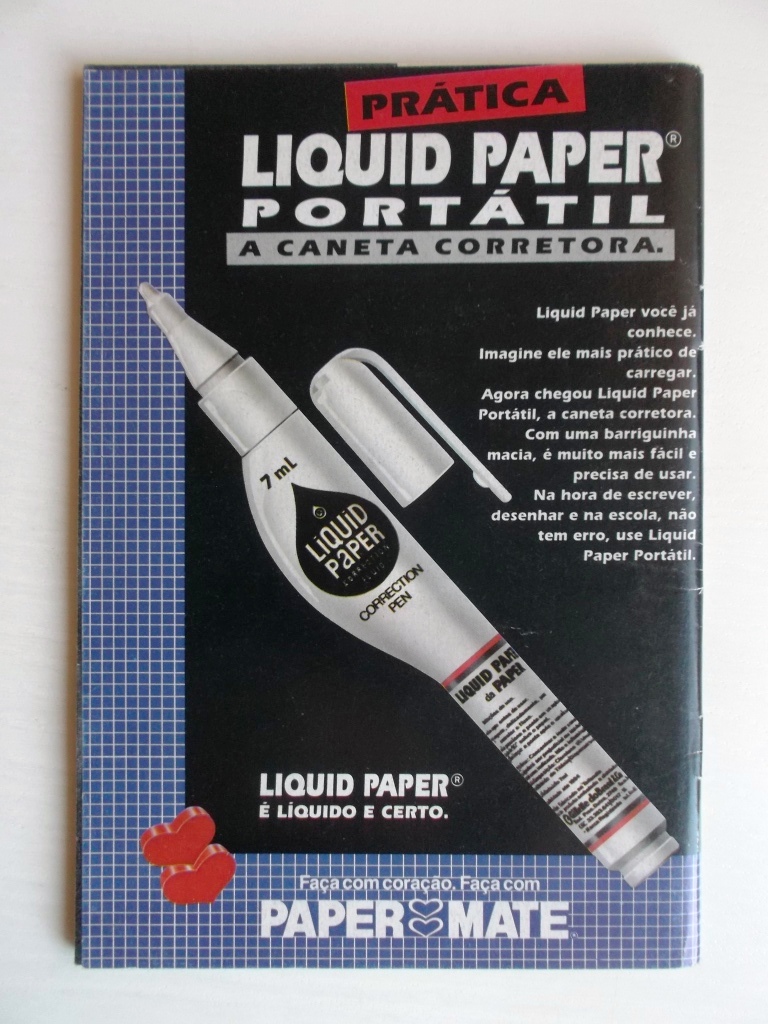 PRÁTICA
LIQUID PAPER®
PORTÁTIL
A CANETA CORRETORA.
Liquid Paper você já
conhece.
Imagine ele mais prático de
carregar.
Agora chegou Liquid Paper
Portátil, a caneta corretora.
Com uma barriguinha
macia, é muito mais fácil e
precisa de usar.
Na hora de escrever,
desenhar e na escola, não
tem erro, use Liquid
Paper Portátil.
7 mL
LIQUID
PAPER
CORRECTION
FLUID
CORRECTION
PEN
LIQUID
LIQUID PAPER®
É LÍQUIDO E CERTO.
Faça com coração. Faça com
PAPER MATE